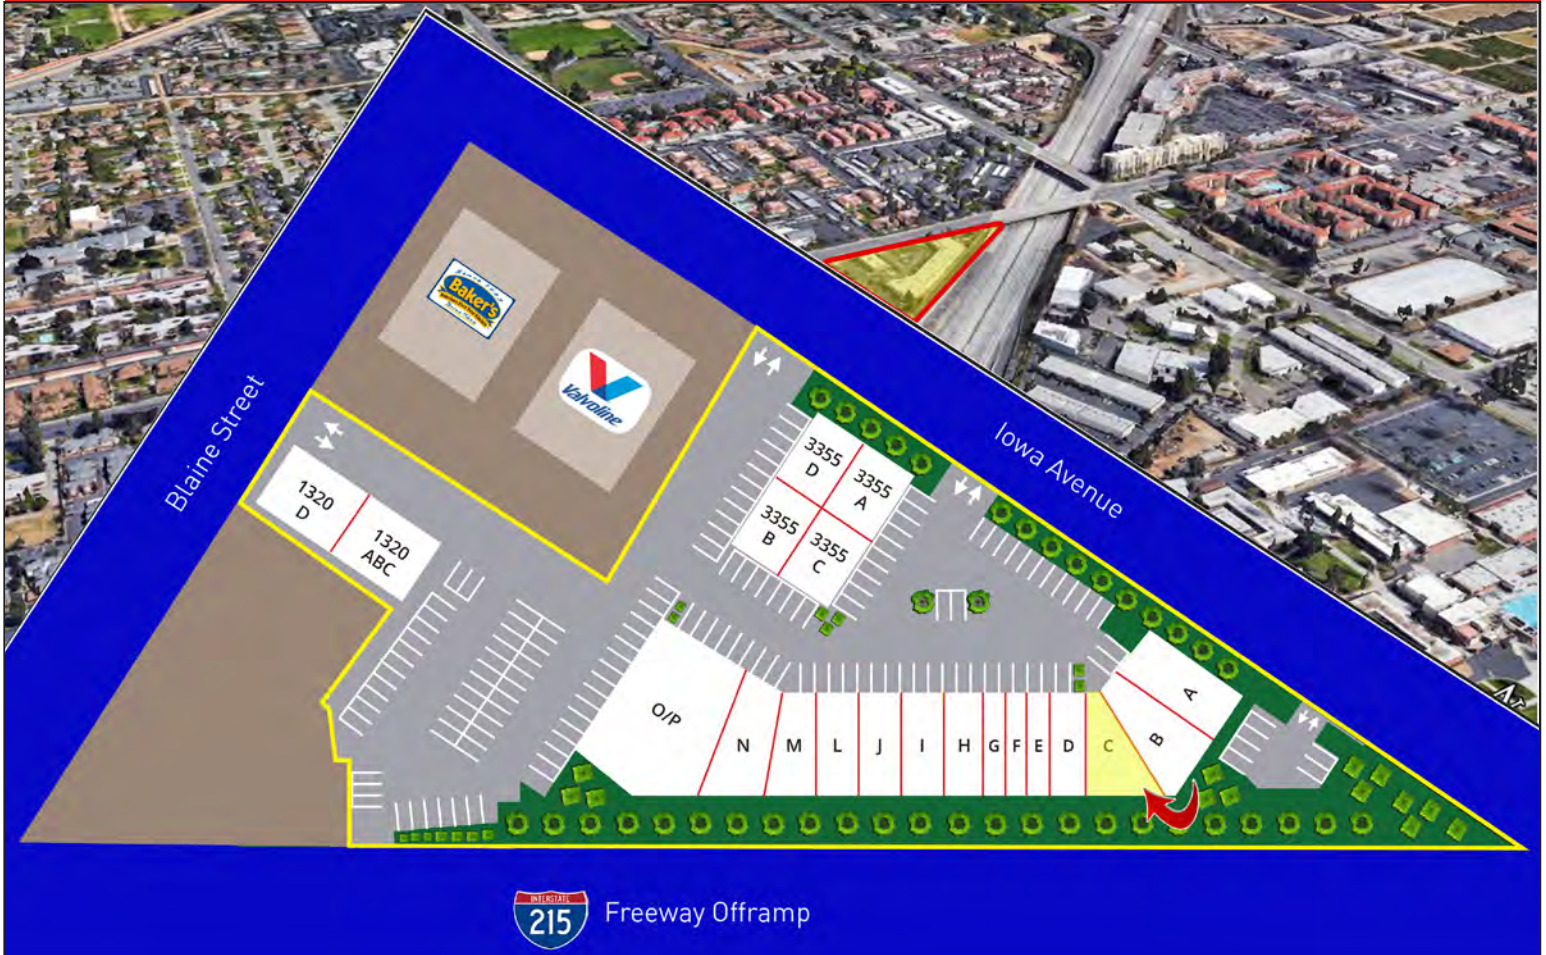 Baker's
Valvoline
Blaine Street
Iowa Avenue
3355
D
3355
A
3355
B
3355
C
1320
D
1320
ABC
O/P
N
M
L
J
I
H
G
F
E
D
C
B
A
INTERSTATE
215
Freeway Offramp